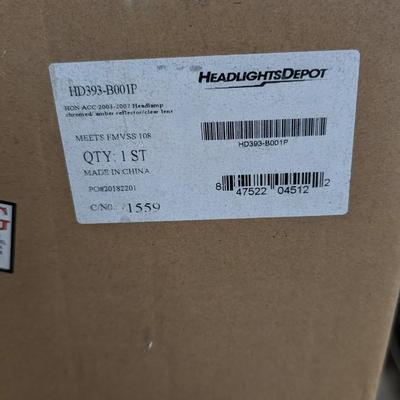 HD393-B001P
HEADLIGHTSDEPOT
HON ACC 2003-2007 Headlamp
chromed/ amber reflector/clear lens
MEETS FMVSS 108
HD393-B001P
QTY: 1 ST
MADE IN CHINA
PO#20182201
8 47522 04512 2
C/No.: 1559